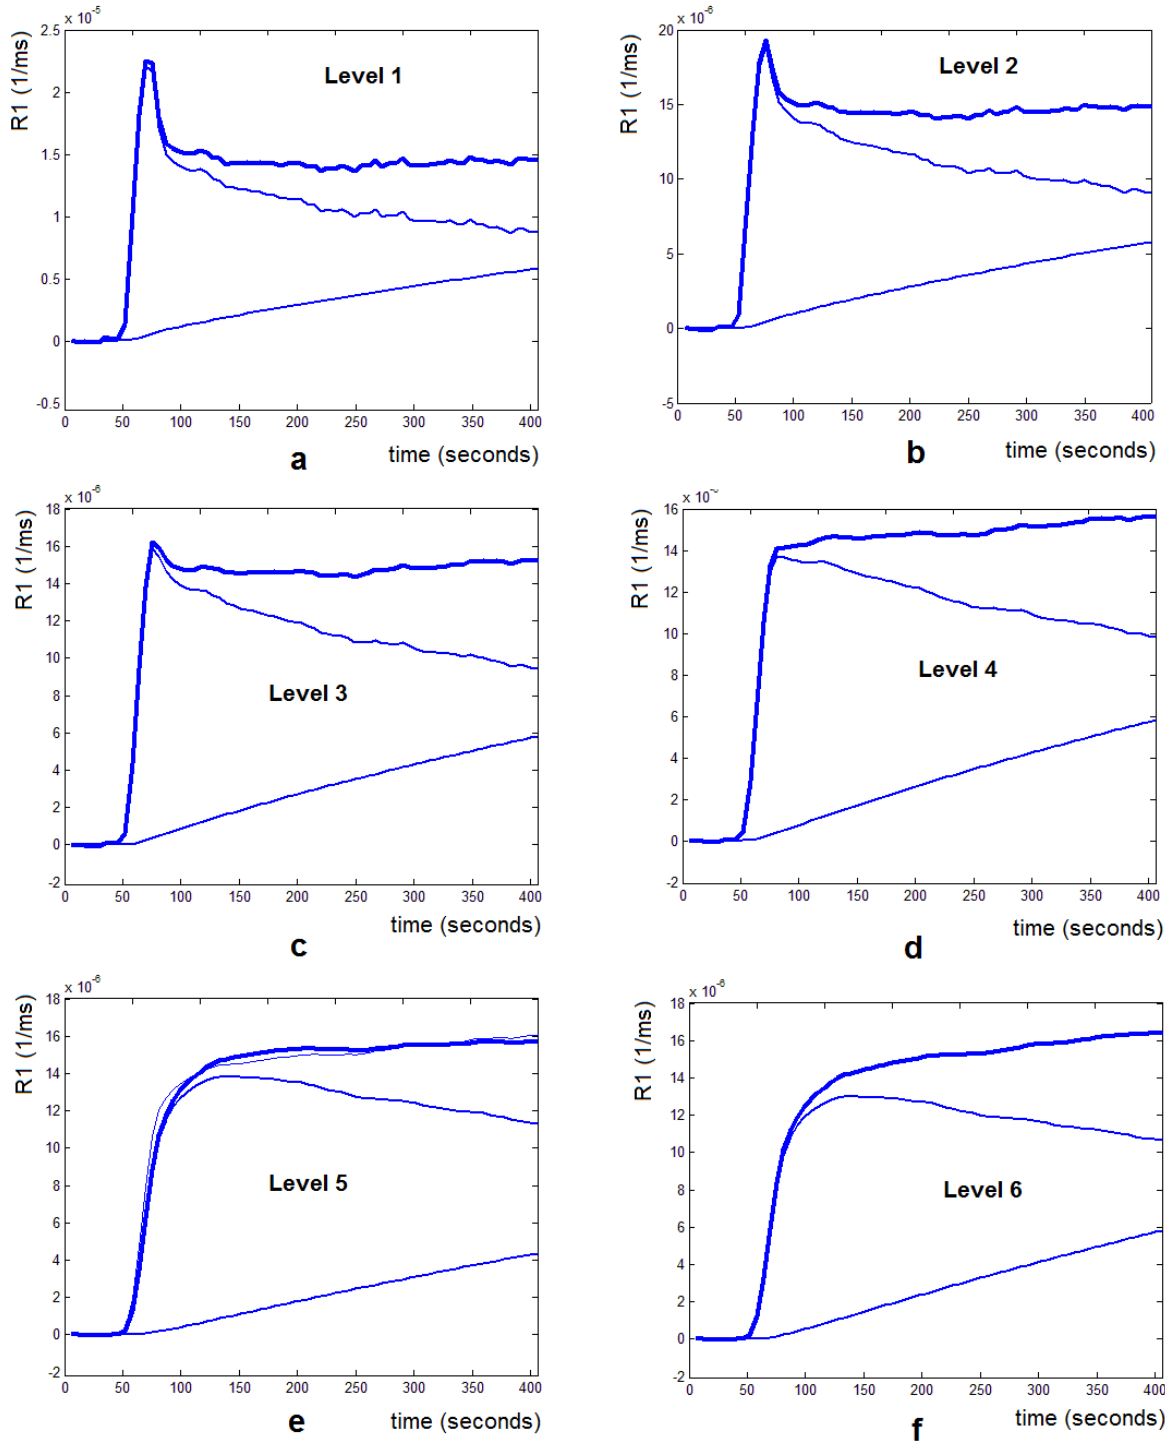 x 10-5 x 10-6
R1 (1/ms) R1 (1/ms)
2.5 20
Level 1 Level 2
2 15
1.5 10
1 5
0.5 0
0
-0.5 -5
0 50 100 150 200 250 300 350 400 0 50 100 150 200 250 300 350 400
time (seconds) time (seconds)
a b
x 10-6 x 10~
R1 (1/ms) R1 (1/ms)
18 16
16 14
14 12
12 10
10 8
8 6
6 4
4 2
2 0
0 -2
-2
Level 3 Level 4
0 50 100 150 200 250 300 350 400 0 50 100 150 200 250 300 350 400
time (seconds) time (seconds)
c d
x 10-6 x 10-6
R1 (1/ms) R1 (1/ms)
18 18
16 16
14 14
12 12
10 10
8 8
6 6
4 4
2 2
0 0
-2 -2
Level 5 Level 6
0 50 100 150 200 250 300 350 400 0 50 100 150 200 250 300 350 400
time (seconds) time (seconds)
e f